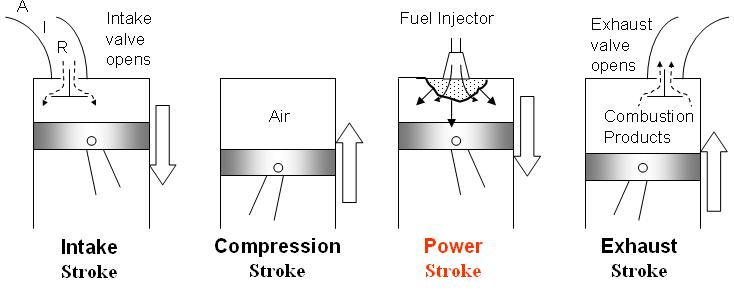 A
I
R
Intake
valve
opens
Air
Fuel Injector
Exhaust
valve
opens
Combustion
Products
Intake
Stroke
Compression
Stroke
Power
Stroke
Exhaust
Stroke